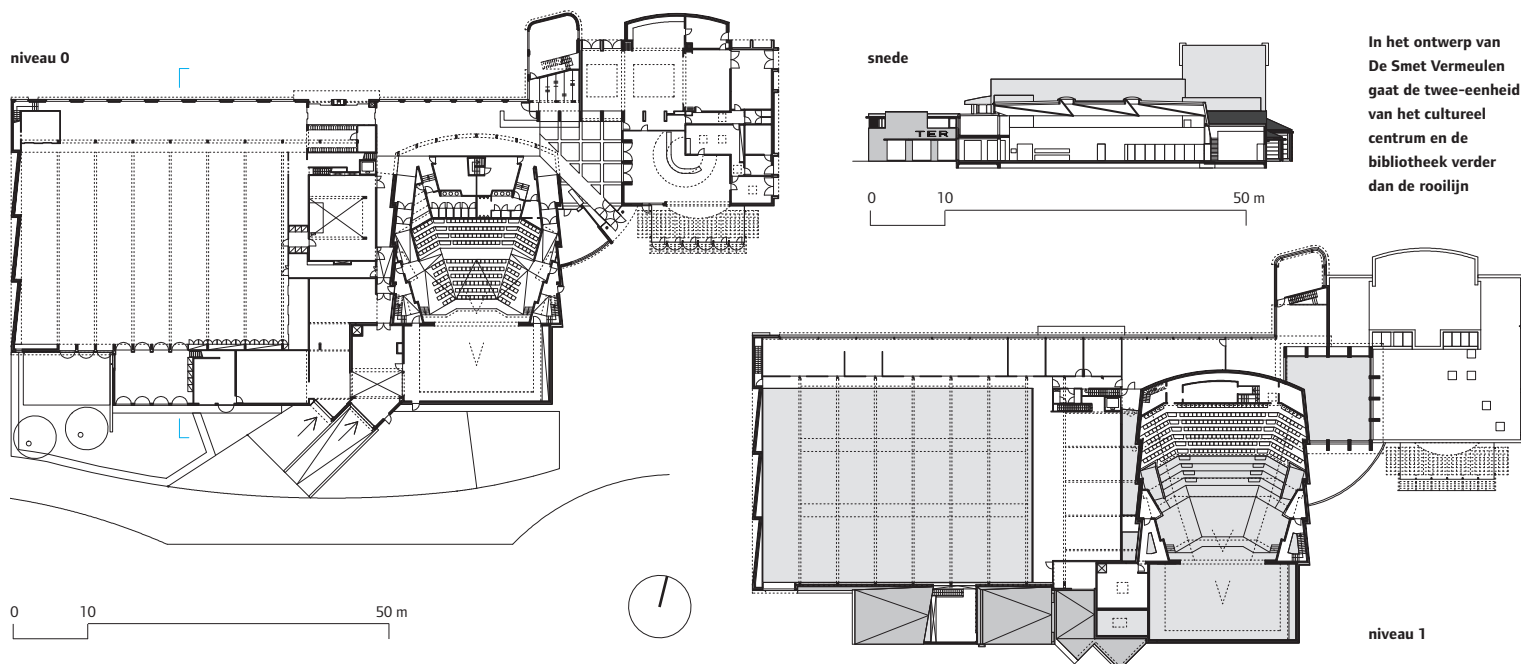 niveau 0
0 10 50 m
snede
TER
0 10 50 m
In het ontwerp van
De Smet Vermeulen
gaat de twee-eenheid
van het cultureel
centrum en de
bibliotheek verder
dan de rooilijn
niveau 1